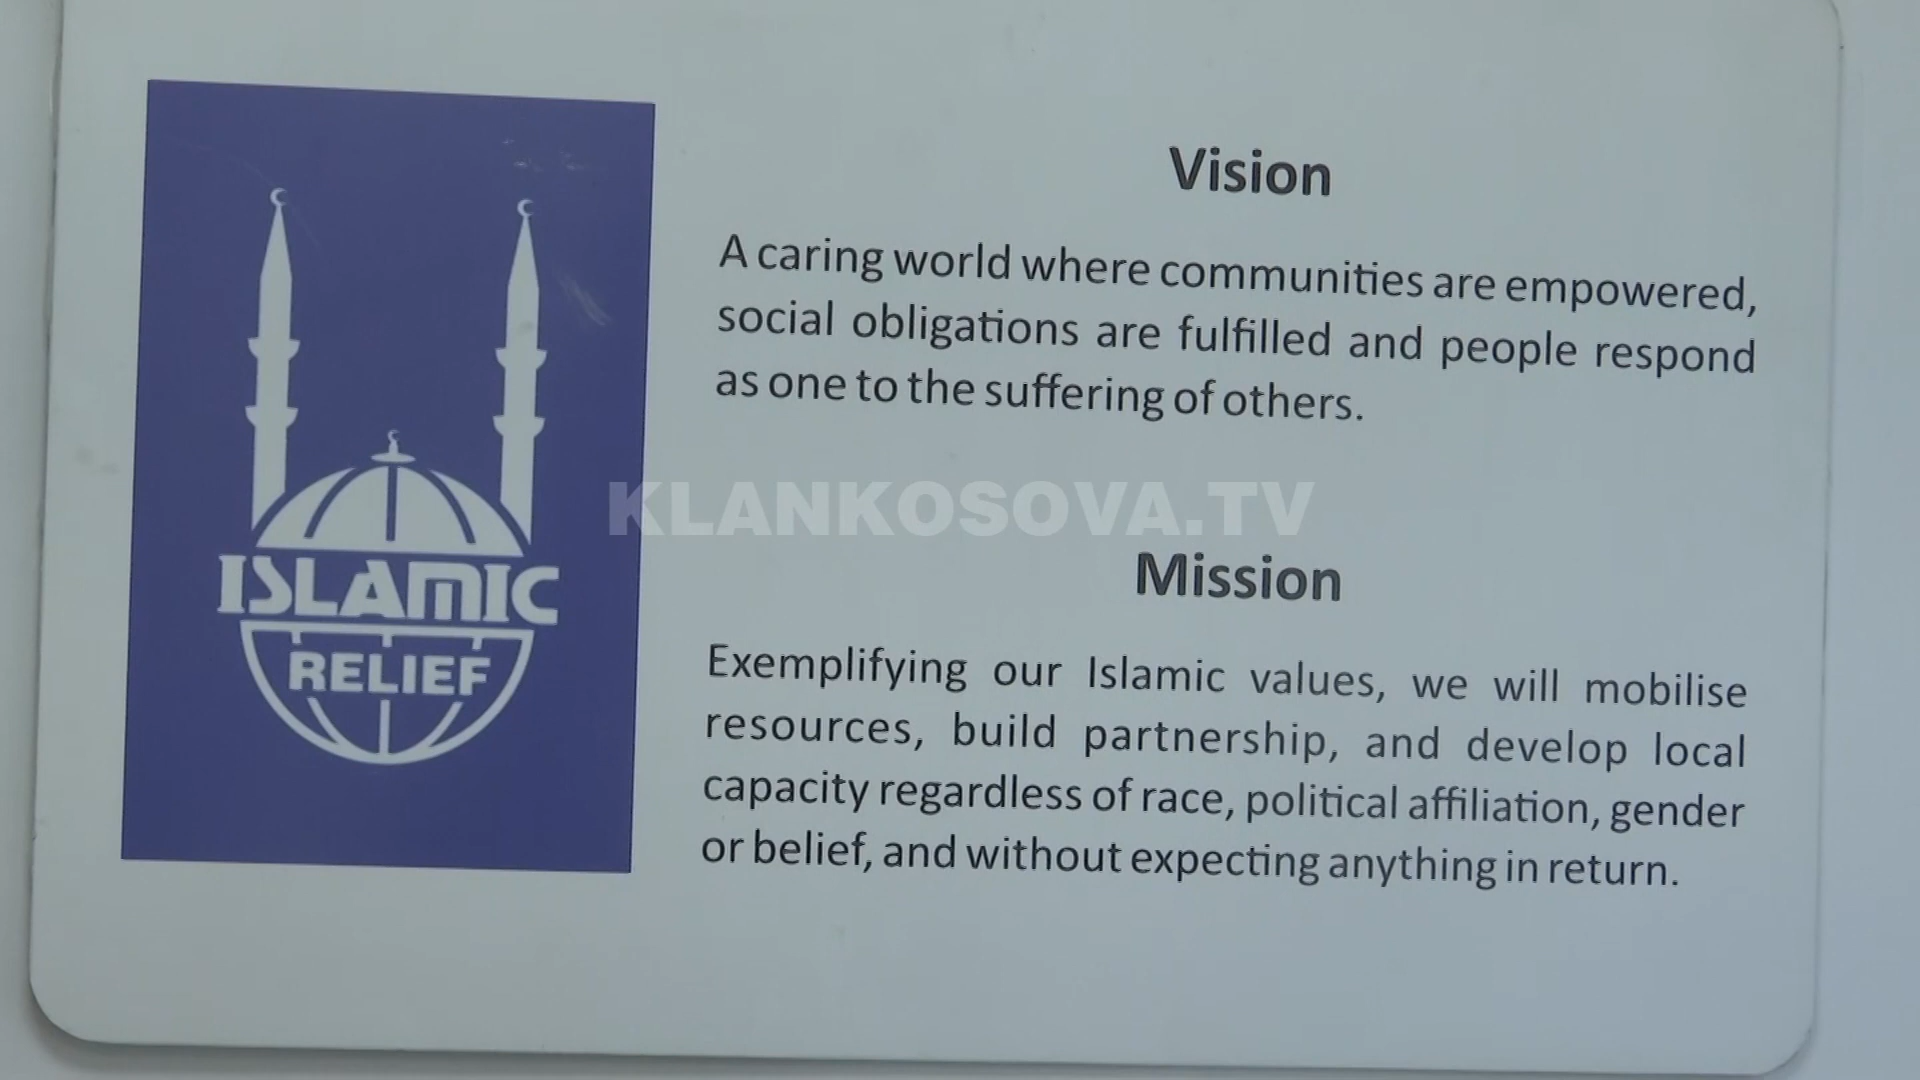 Vision
A caring world where communities are empowered,
social obligations are fulfilled and people respond
as one to the suffering of others.
KLANKOSOVA.TV
ISLAMIC
RELIEF
Mission
Exemplifying our Islamic values, we will mobilise
resources, build partnership, and develop local
capacity regardless of race, political affiliation, gender
or belief, and without expecting anything in return.